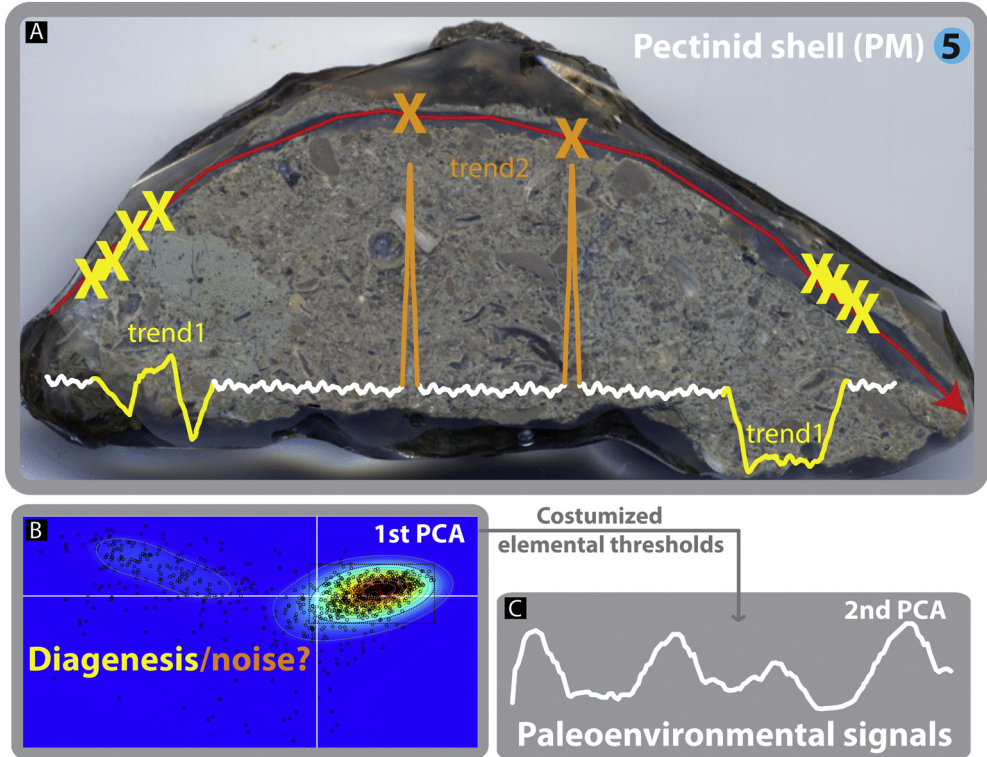 A
Pectinid shell (PM) 5
X X
trend2
X X X X
X X X X
trend1
trend1
B
1st PCA
Diagenesis/noise?
Costumized
elemental thresholds
C
2nd PCA
Paleoenvironmental signals